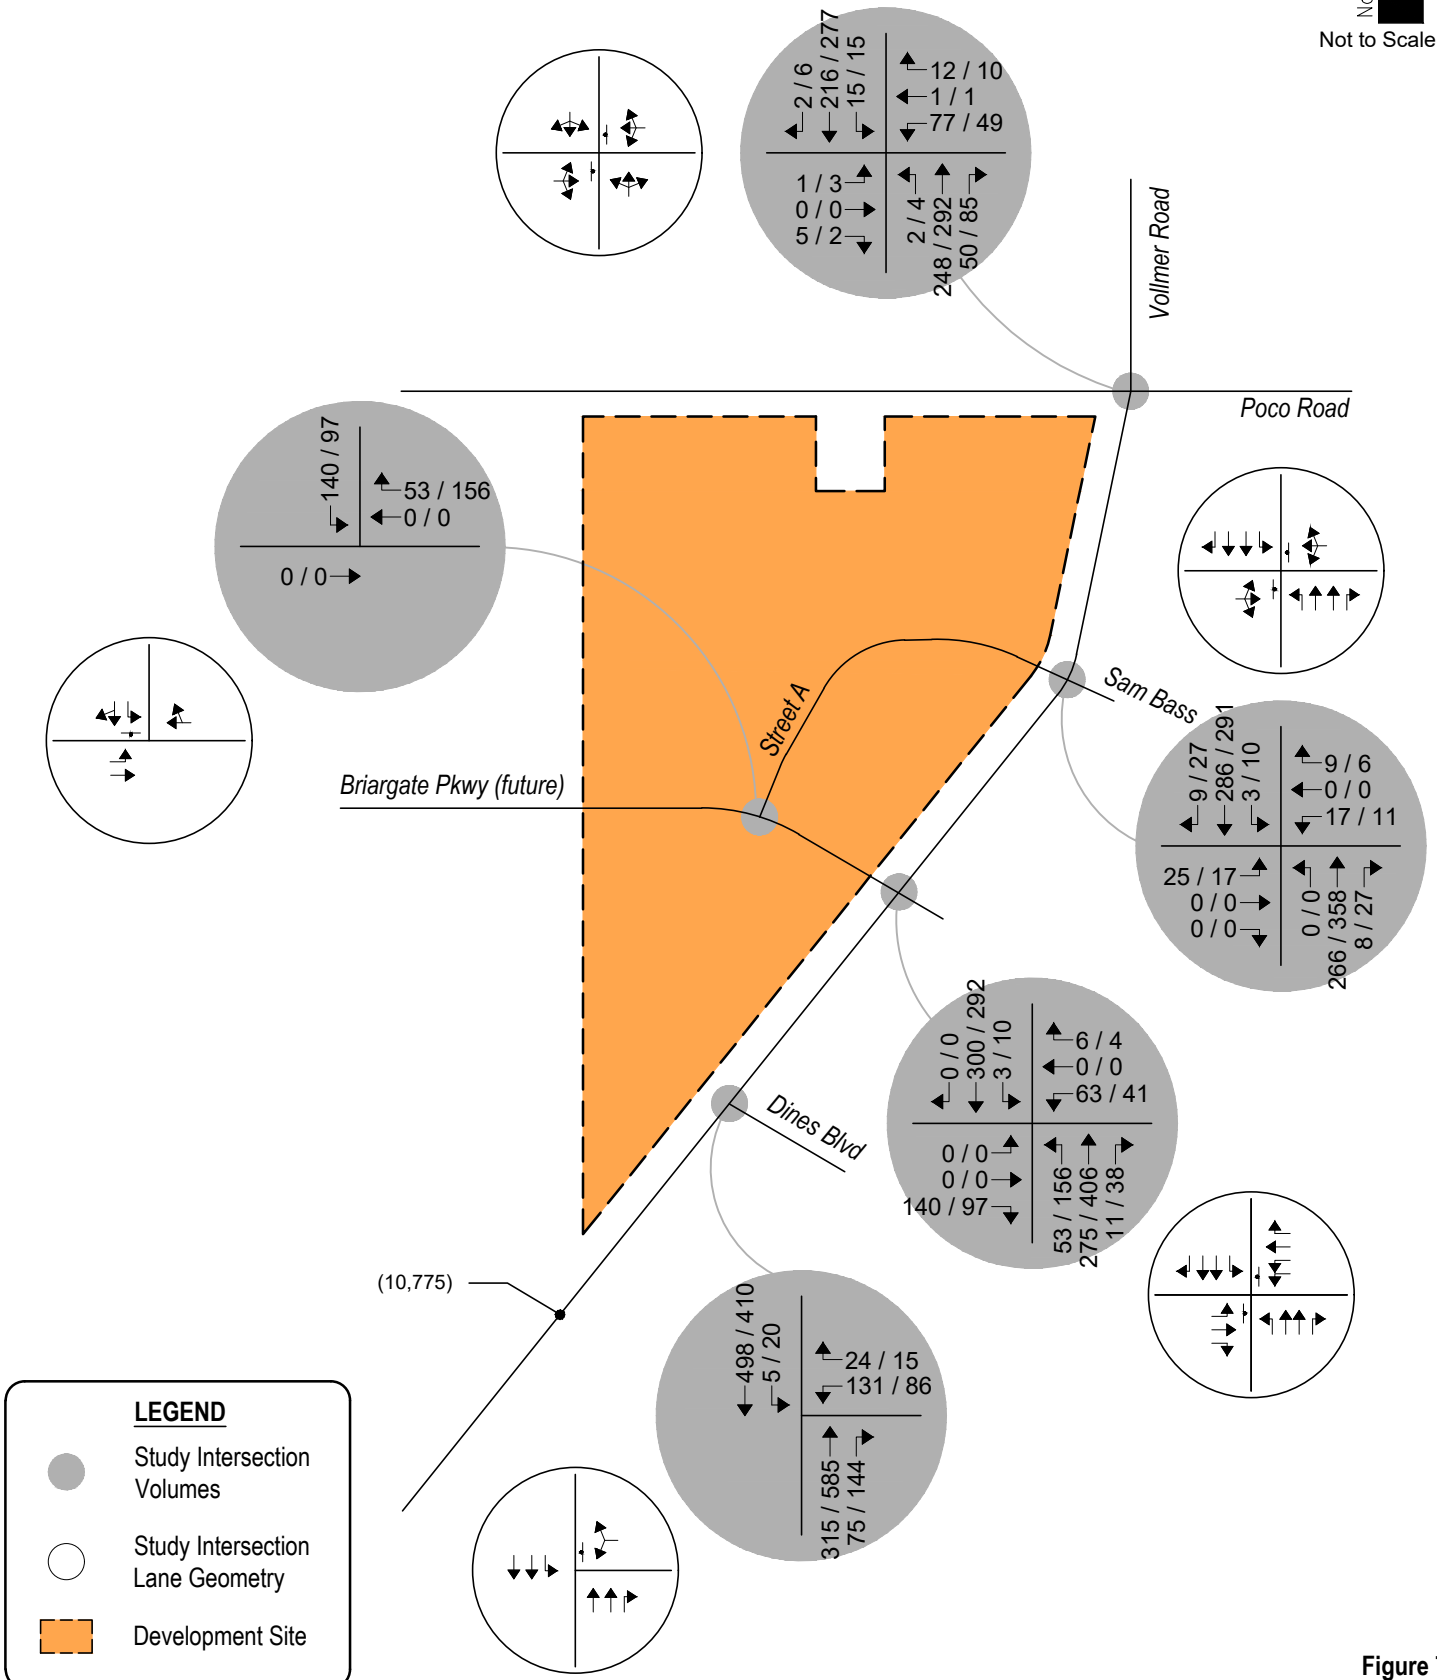 Not to Scale
2 / 6
216 / 277
15 / 15
12 / 10
1 / 1
77 / 49
1 / 3
0 / 0
5 / 2
2 / 4
248 / 292
50 / 85
Vollmer Road
Poco Road
140 / 97
53 / 156
0 / 0
0 / 0
Street A
Sam Bass
Briargate Pkwy (future)
9 / 27
286 / 291
3 / 10
9 / 6
0 / 0
17 / 11
25 / 17
0 / 0
0 / 0
0 / 0
266 / 358
8 / 27
0 / 0
300 / 292
3 / 10
6 / 4
0 / 0
63 / 41
0 / 0
0 / 0
140 / 97
53 / 156
275 / 406
11 / 38
Dines Blvd
(10,775)
498 / 410
5 / 20
24 / 15
131 / 86
315 / 585
75 / 144
LEGEND
Study Intersection
Volumes
Study Intersection
Lane Geometry
Development Site
Figure